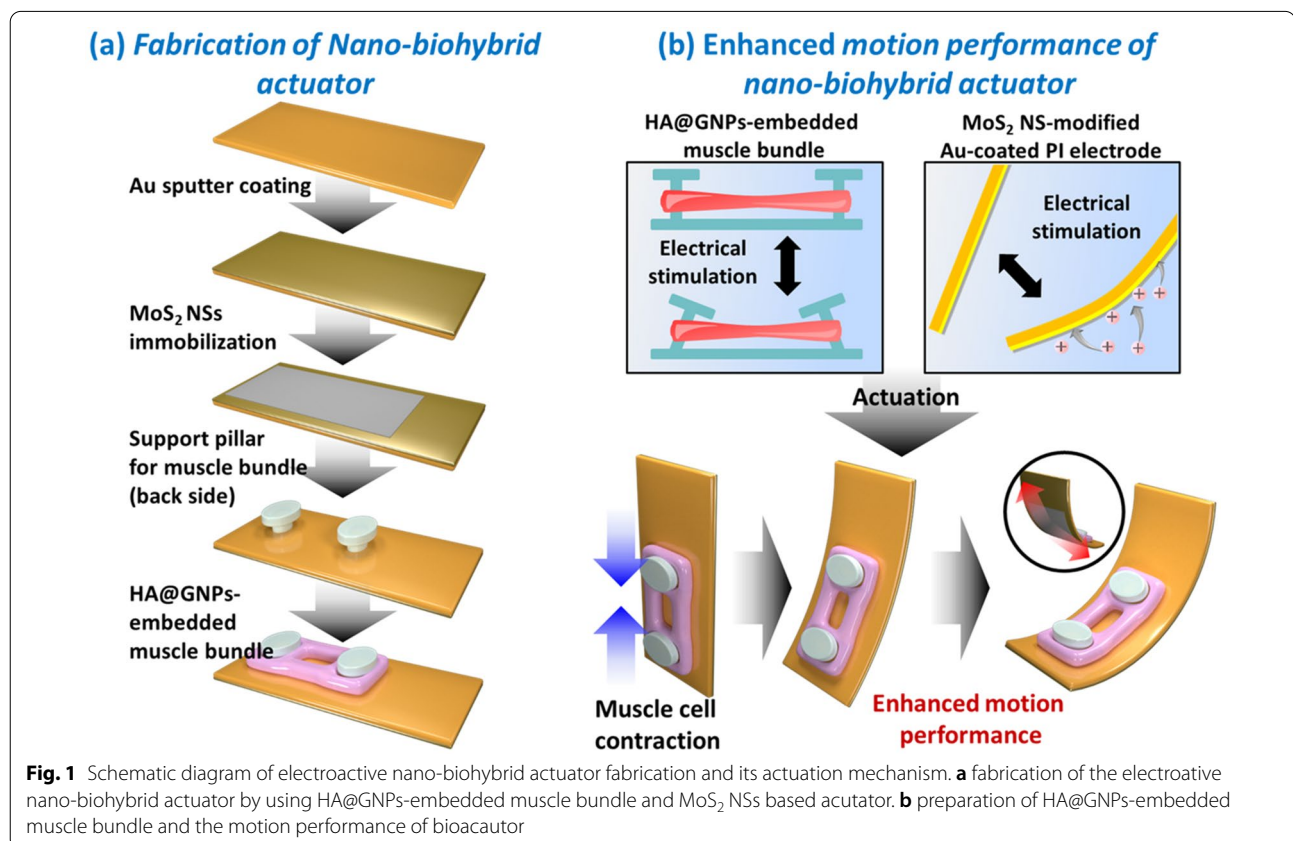 (a) Fabrication of Nano-biohybrid
actuator
Au sputter coating
MoS₂ NSs
immobilization
Support pillar
for muscle bundle
(back side)
HA@GNPs-
embedded
muscle bundle
(b) Enhanced motion performance of
nano-biohybrid actuator
HA@GNPs-embedded
muscle bundle
Electrical
stimulation
MoS₂ NS-modified
Au-coated PI electrode
Electrical
stimulation
+
+
+
+
+
Actuation
Muscle cell
contraction
Enhanced motion
performance
Fig. 1 Schematic diagram of electroactive nano-biohybrid actuator fabrication and its actuation mechanism. a fabrication of the electroative
nano-biohybrid actuator by using HA@GNPs-embedded muscle bundle and MoS₂ NSs based acutator. b preparation of HA@GNPs-embedded
muscle bundle and the motion performance of bioacautor